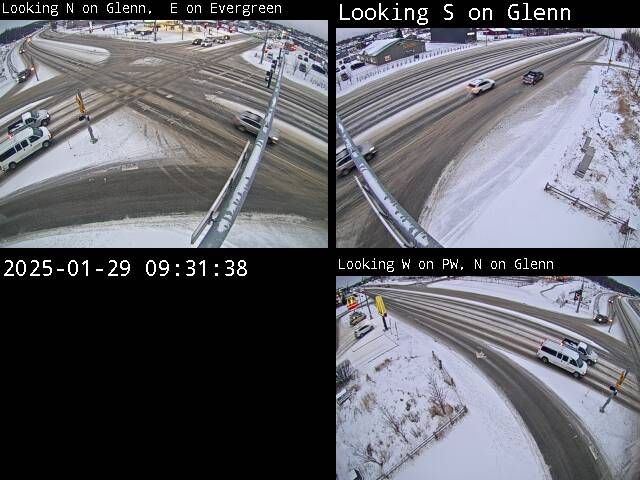 Looking N on Glenn,  E on Evergreen
Looking S on Glenn
2025-01-29 09:31:38
Looking W on PW, N on Glenn